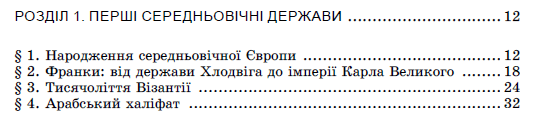 РОЗДІЛ 1. ПЕРШІ СЕРЕДНЬОВІЧНІ ДЕРЖАВИ ........................ 12
§ 1. Народження середньовічної Європи ................................ 12
§ 2. Франки: від держави Хлодвіга до імперії Карла Великого ....... 18
§ 3. Тисячоліття Візантії ................................................... 24
§ 4. Арабський халіфат ..................................................... 32